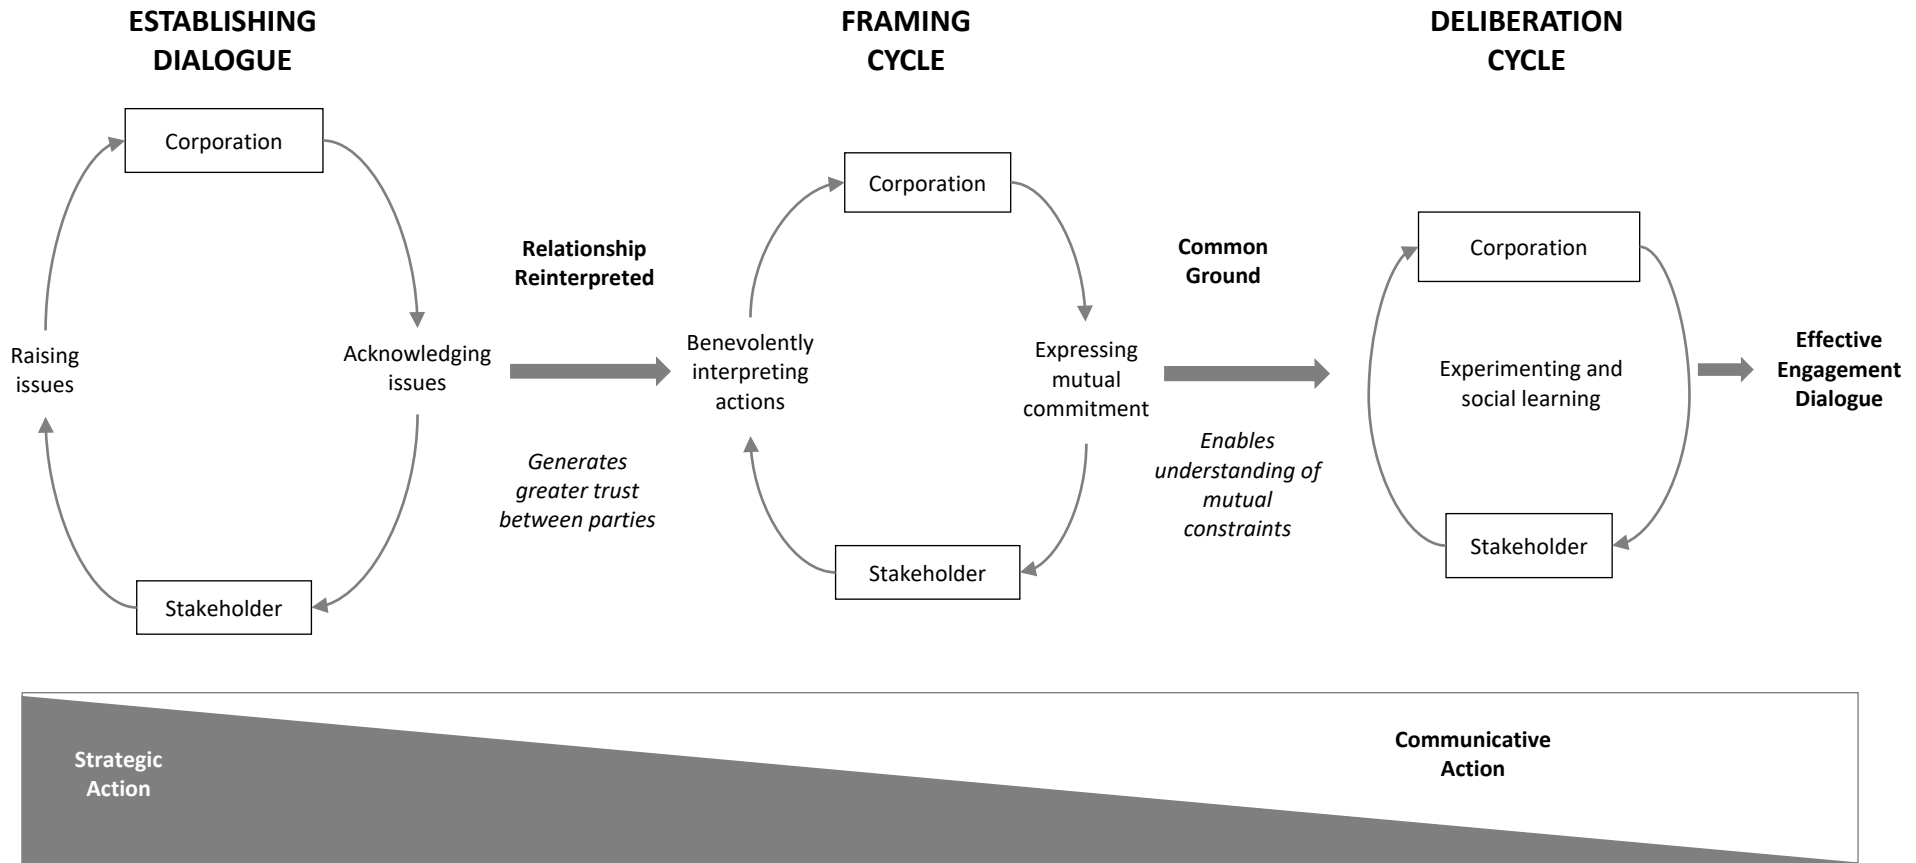 ESTABLISHING
DIALOGUE
FRAMING
CYCLE
DELIBERATION
CYCLE
Corporation
Raising
issues
Acknowledging
issues
Stakeholder
Relationship
Reinterpreted
Generates
greater trust
between parties
Corporation
Benevolently
interpreting
actions
Expressing
mutual
commitment
Stakeholder
Common
Ground
Enables
understanding of
mutual
constraints
Corporation
Experimenting and
social learning
Stakeholder
Effective
Engagement
Dialogue
Strategic
Action
Communicative
Action